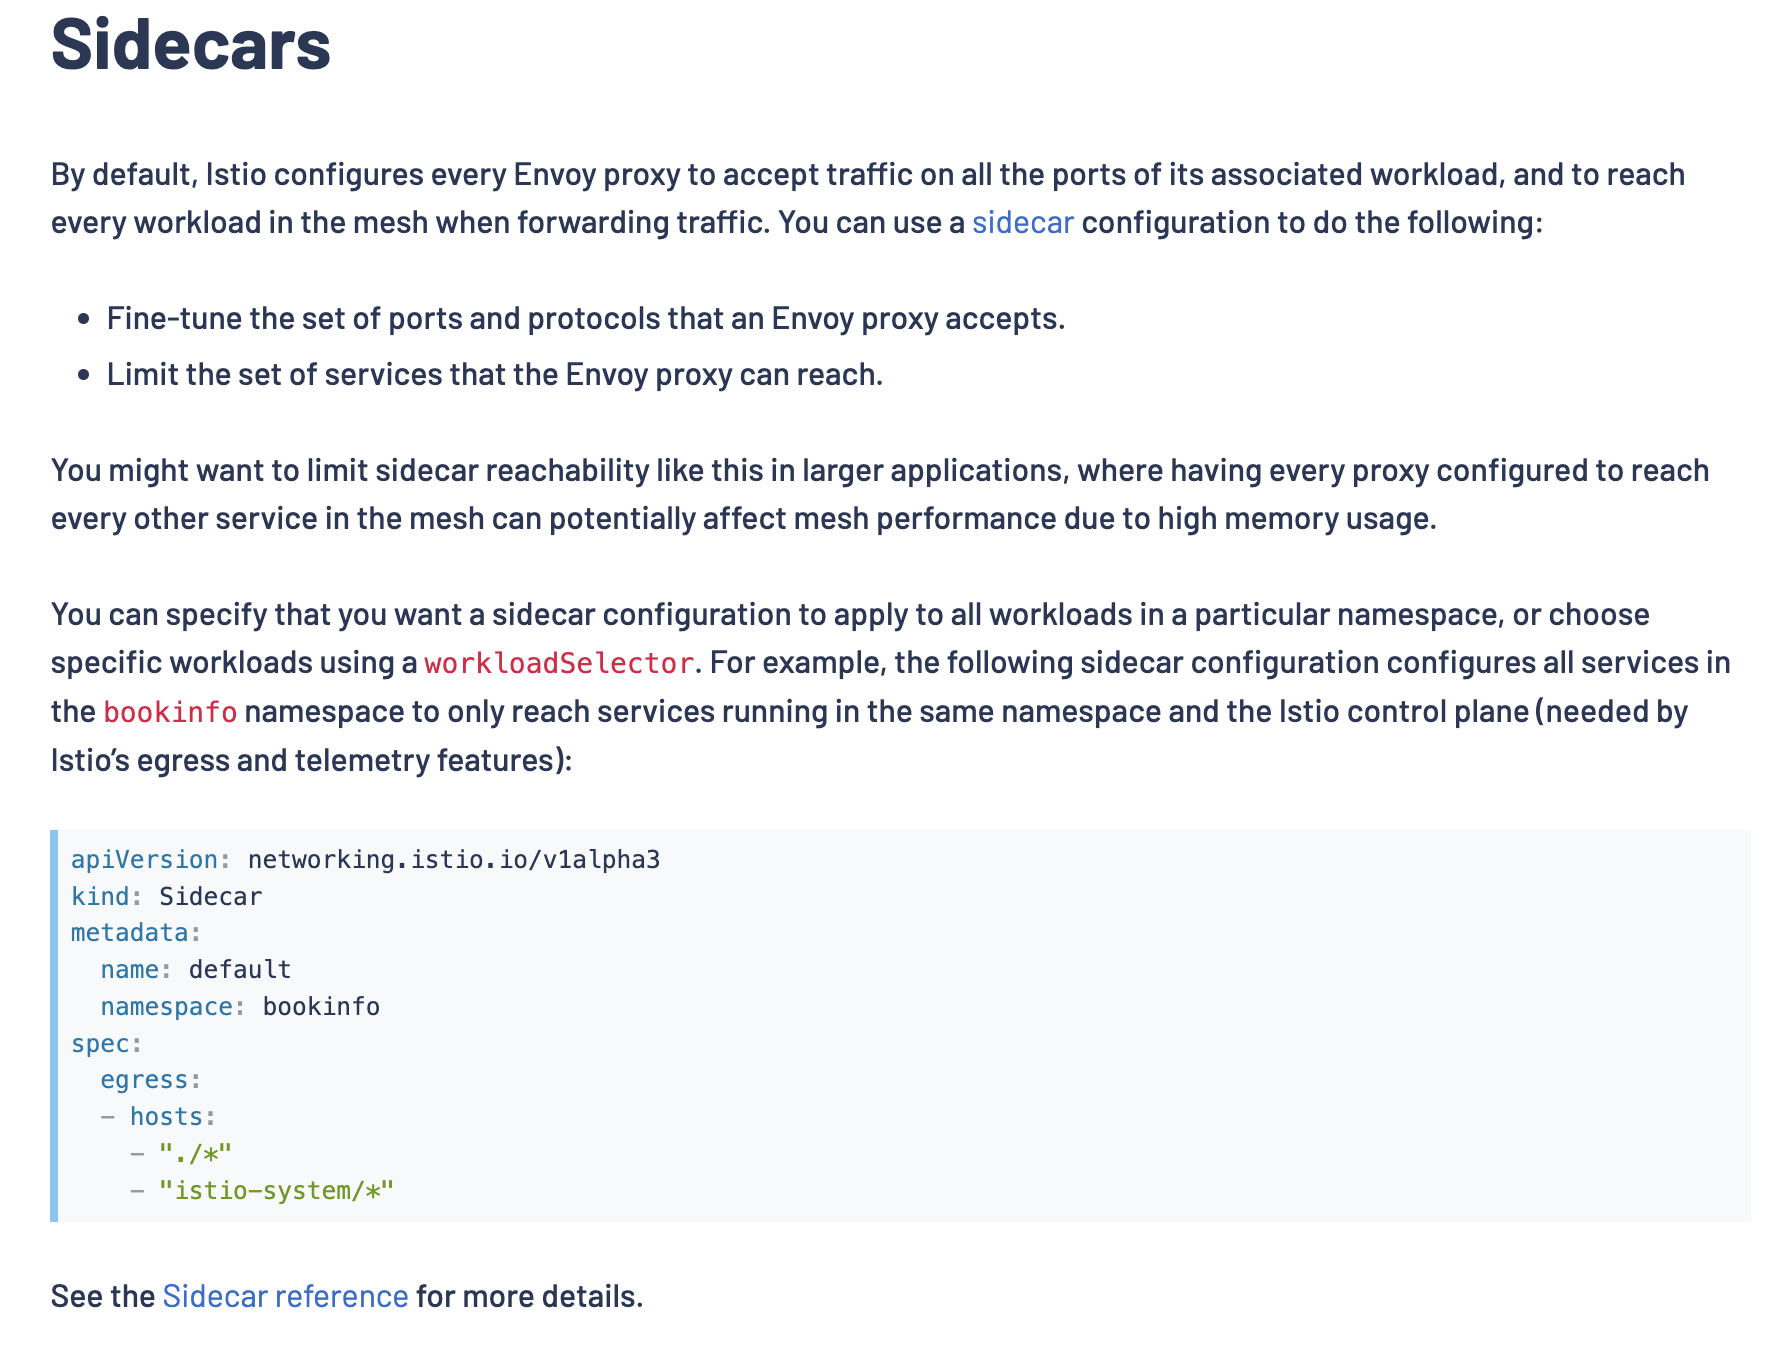 Sidecars
By default, Istio configures every Envoy proxy to accept traffic on all the ports of its associated workload, and to reach
every workload in the mesh when forwarding traffic. You can use a sidecar configuration to do the following:
• Fine-tune the set of ports and protocols that an Envoy proxy accepts.
• Limit the set of services that the Envoy proxy can reach.
You might want to limit sidecar reachability like this in larger applications, where having every proxy configured to reach
every other service in the mesh can potentially affect mesh performance due to high memory usage.
You can specify that you want a sidecar configuration to apply to all workloads in a particular namespace, or choose
specific workloads using a workloadSelector. For example, the following sidecar configuration configures all services in
the bookinfo namespace to only reach services running in the same namespace and the Istio control plane (needed by
Istio’s egress and telemetry features):
apiVersion: networking.istio.io/v1alpha3
kind: Sidecar
metadata:
  name: default
  namespace: bookinfo
spec:
  egress:
  - hosts:
    - "./*"
    - "istio-system/*"
See the Sidecar reference for more details.